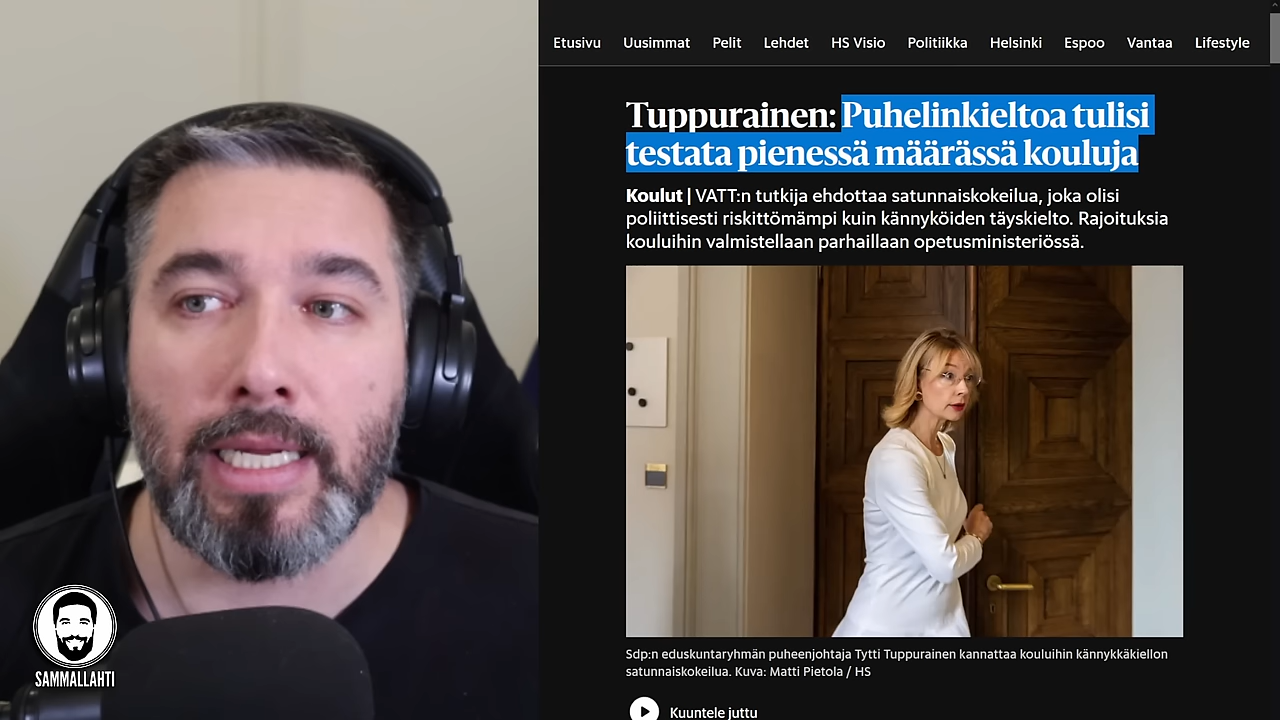 Etusivu Uusimmat Pelit Lehdet HS Visio Politiikka Helsinki Espoo Vantaa Lifestyle
Tuppurainen: Puhelinkieltoa tulisi
testata pienessä määrässä kouluja
Koulut | VATT:n tutkija ehdottaa satunnaiskokeilua, joka olisi
poliittisesti riskittömämpi kuin kännyköiden täyskielto. Rajoituksia
kouluihin valmistellaan parhaillaan opetusministeriössä.
Sdp:n eduskuntaryhmän puheenjohtaja Tytti Tuppurainen kannattaa kouluihin kännykkäkiellon
satunnaiskokeilua. Kuva: Matti Pietola / HS
Kuuntele juttu
SAMMALLAHTI